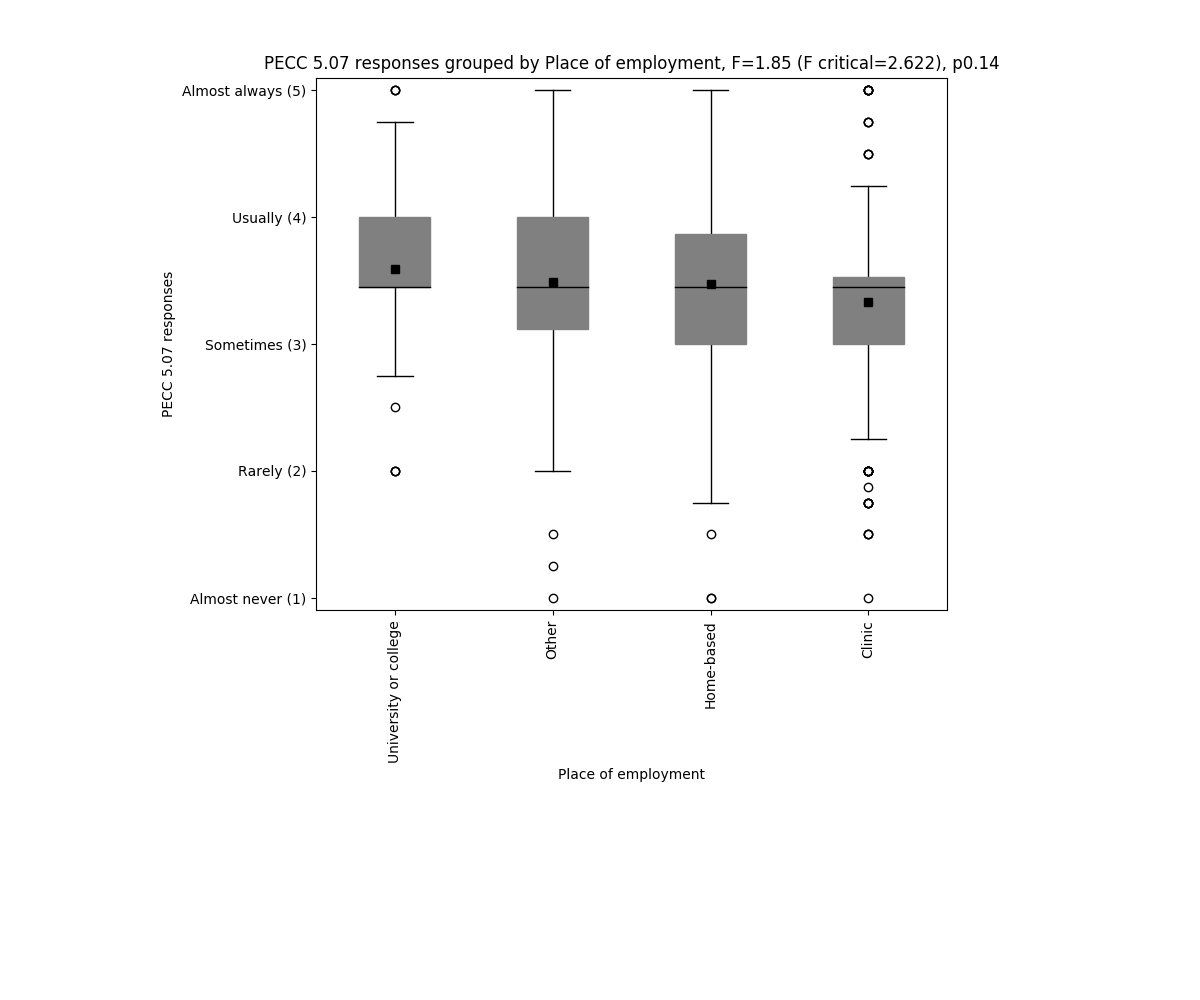 PECC 5.07 responses grouped by Place of employment, F=1.85 (F critical=2.622), p0.14
Almost always (5)
Usually (4)
Sometimes (3)
Rarely (2)
Almost never (1)
PECC 5.07 responses
University or college
Other
Home-based
Clinic
Place of employment